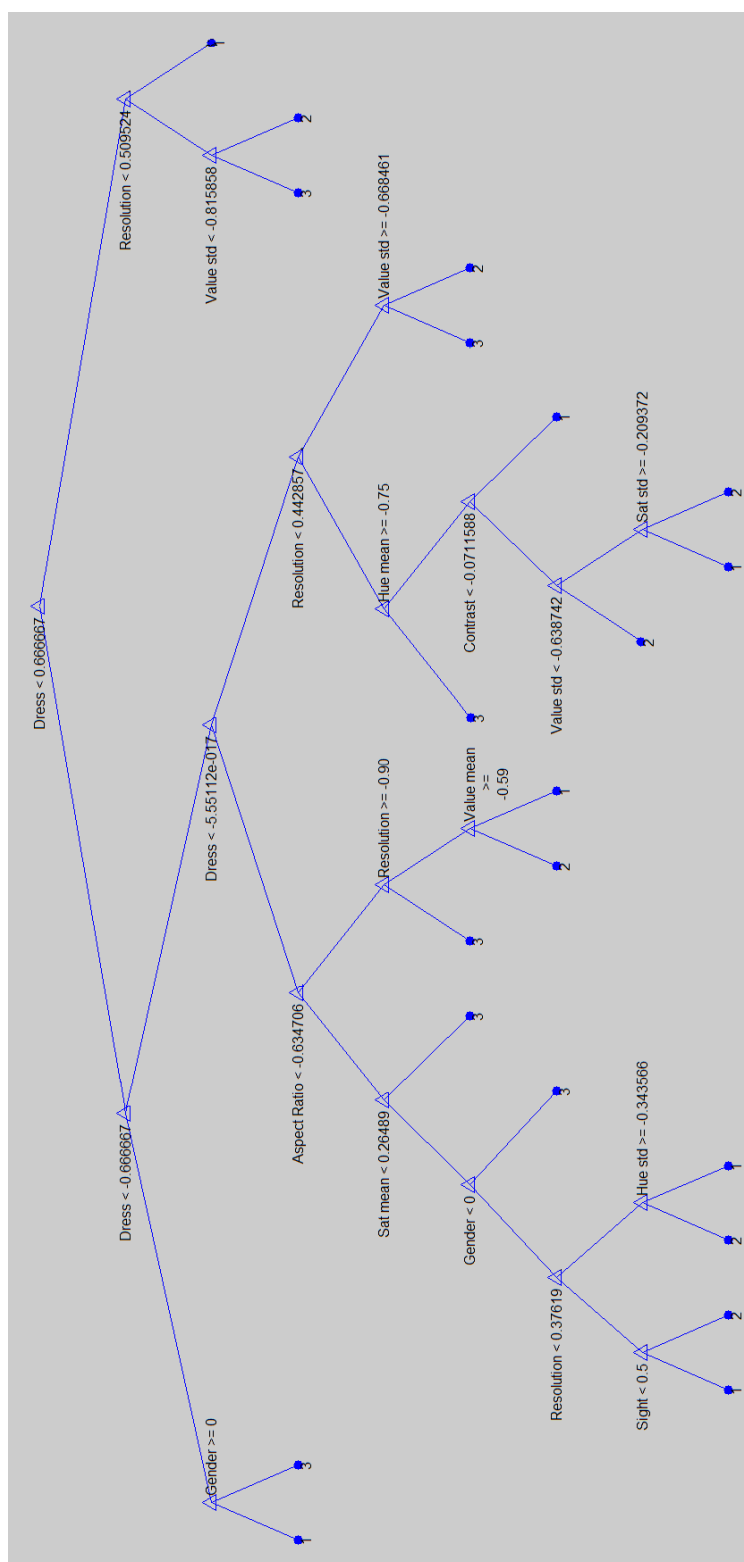 Dress < 0.666667
Dress < -0.666667
Resolution < 0.509524
Gender >= 0
Dress < -5.55112e-017
Value std < -0.815858
1
1
3
Aspect Ratio < -0.634706
Resolution < 0.442857
3
2
Sat mean < 0.26489
Resolution >= -0.90
Hue mean >= -0.75
Value std >= -0.668461
Gender < 0
3
3
Value mean
>=
-0.59
3
Contrast < -0.0711588
3
2
Resolution < 0.37619
3
2
1
Value std < -0.638742
1
Sight < 0.5
Hue std >= -0.343566
2
Sat std >= -0.209372
1
2
2
1
1
2